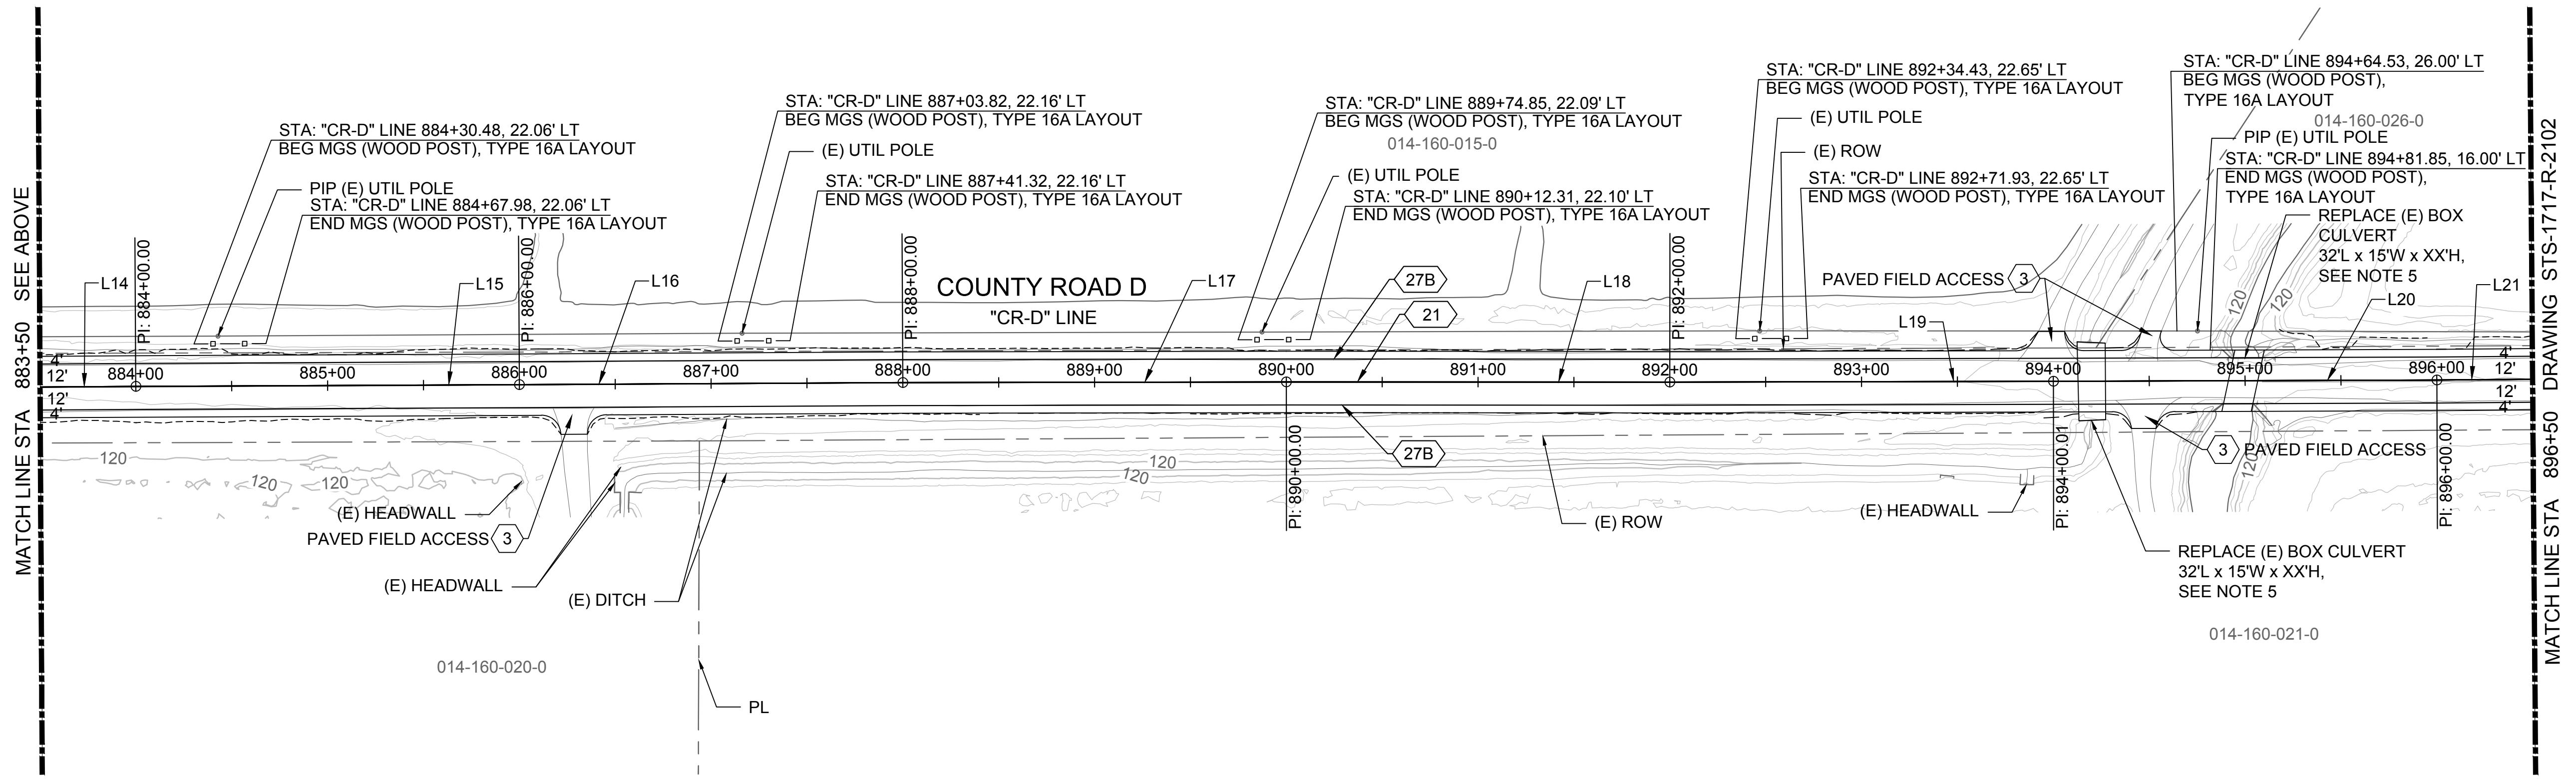 MATCH LINE STA 883+50 SEE ABOVE
STA: "CR-D" LINE 884+30.48, 22.06' LT
BEG MGS (WOOD POST), TYPE 16A LAYOUT
PIP (E) UTIL POLE
STA: "CR-D" LINE 884+67.98, 22.06' LT
END MGS (WOOD POST), TYPE 16A LAYOUT
STA: "CR-D" LINE 887+03.82, 22.16' LT
BEG MGS (WOOD POST), TYPE 16A LAYOUT
(E) UTIL POLE
STA: "CR-D" LINE 887+41.32, 22.16' LT
END MGS (WOOD POST), TYPE 16A LAYOUT
STA: "CR-D" LINE 889+74.85, 22.09' LT
BEG MGS (WOOD POST), TYPE 16A LAYOUT
014-160-015-0
(E) UTIL POLE
STA: "CR-D" LINE 890+12.31, 22.10' LT
END MGS (WOOD POST), TYPE 16A LAYOUT
STA: "CR-D" LINE 892+34.43, 22.65' LT
BEG MGS (WOOD POST), TYPE 16A LAYOUT
(E) UTIL POLE
(E) ROW
STA: "CR-D" LINE 892+71.93, 22.65' LT
END MGS (WOOD POST), TYPE 16A LAYOUT
STA: "CR-D" LINE 894+64.53, 26.00' LT
BEG MGS (WOOD POST),
TYPE 16A LAYOUT
014-160-026-0
PIP (E) UTIL POLE
STA: "CR-D" LINE 894+81.85, 16.00' LT
END MGS (WOOD POST),
TYPE 16A LAYOUT
REPLACE (E) BOX
CULVERT
32'L x 15'W x XX'H,
SEE NOTE 5
L14
PI: 884+00.00
L15
PI: 886+00.00
L16
PI: 888+00.00
COUNTY ROAD D
"CR-D" LINE
L17
27B
21
L18
PI: 892+00.00
PAVED FIELD ACCESS 3
L19
120
120
L20
L21
4'
12'
884+00
885+00
886+00
887+00
888+00
889+00
890+00
891+00
892+00
893+00
894+00
895+00
896+00
4'
12'
12'
4'
12'
4'
120
120
120
(E) HEADWALL
PAVED FIELD ACCESS 3
(E) HEADWALL
(E) DITCH
120
120
PI: 890+00.00
27B
(E) ROW
(E) HEADWALL
PI: 894+00.01
3 PAVED FIELD ACCESS
120
PI: 896+00.00
REPLACE (E) BOX CULVERT
32'L x 15'W x XX'H,
SEE NOTE 5
014-160-020-0
014-160-021-0
PL
MATCH LINE STA 896+50 DRAWING STS-1717-R-2102